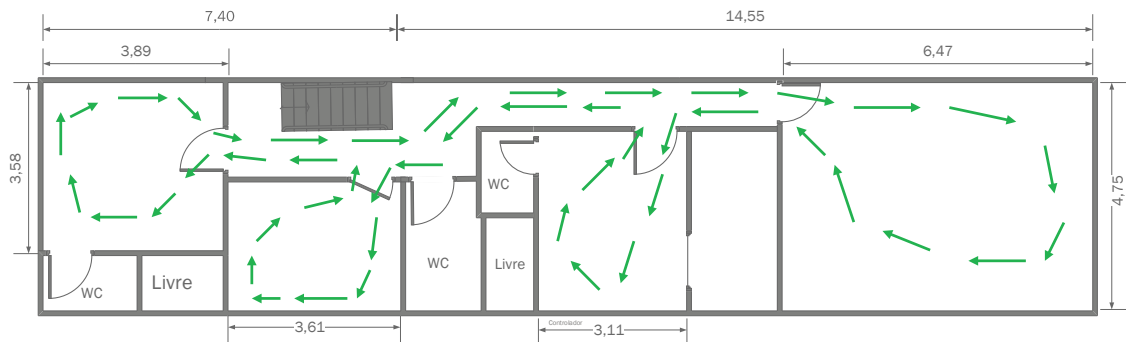 7,40
14,55
3,89
6,47
3,58
4,75
WC
WC
Livre
Livre
WC
Controlador
3,61
3,11